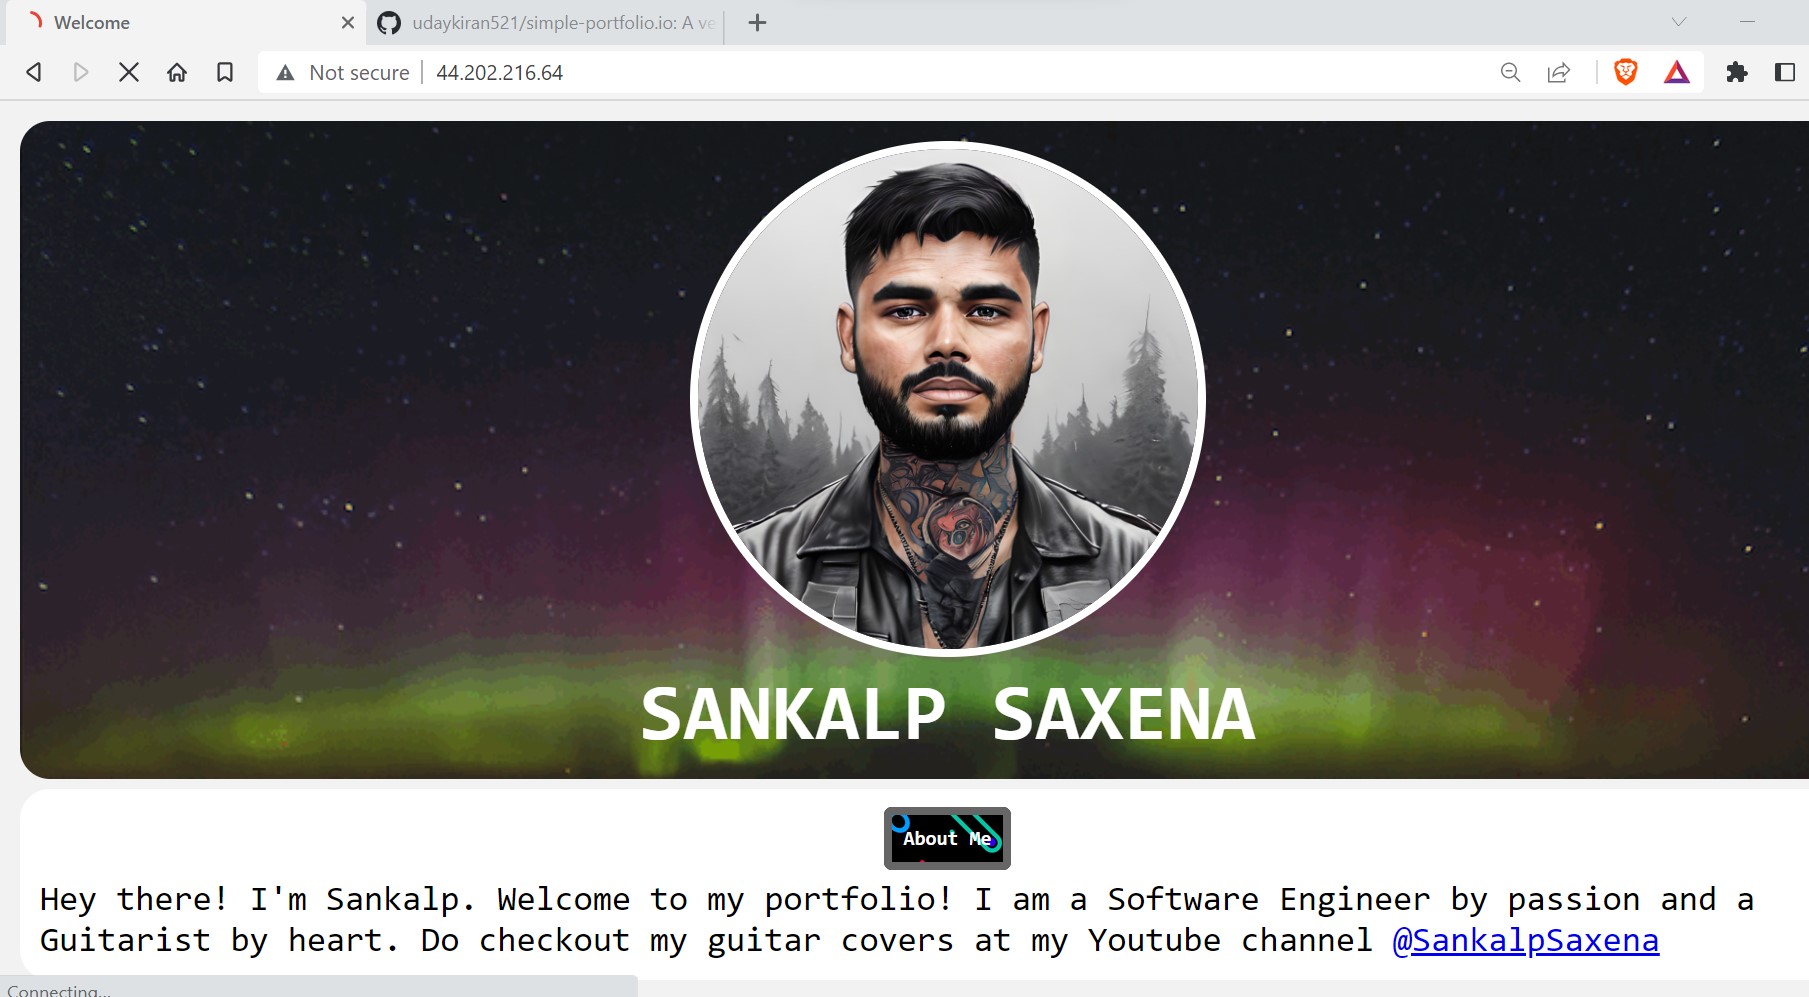 Welcome
udaykiran521/simple-portfolio.io: A ve
Not secure
44.202.216.64
SANKALP SAXENA
About Me
Hey there! I'm Sankalp. Welcome to my portfolio! I am a Software Engineer by passion and a
Guitarist by heart. Do checkout my guitar covers at my Youtube channel @SankalpSaxena
Connecting...